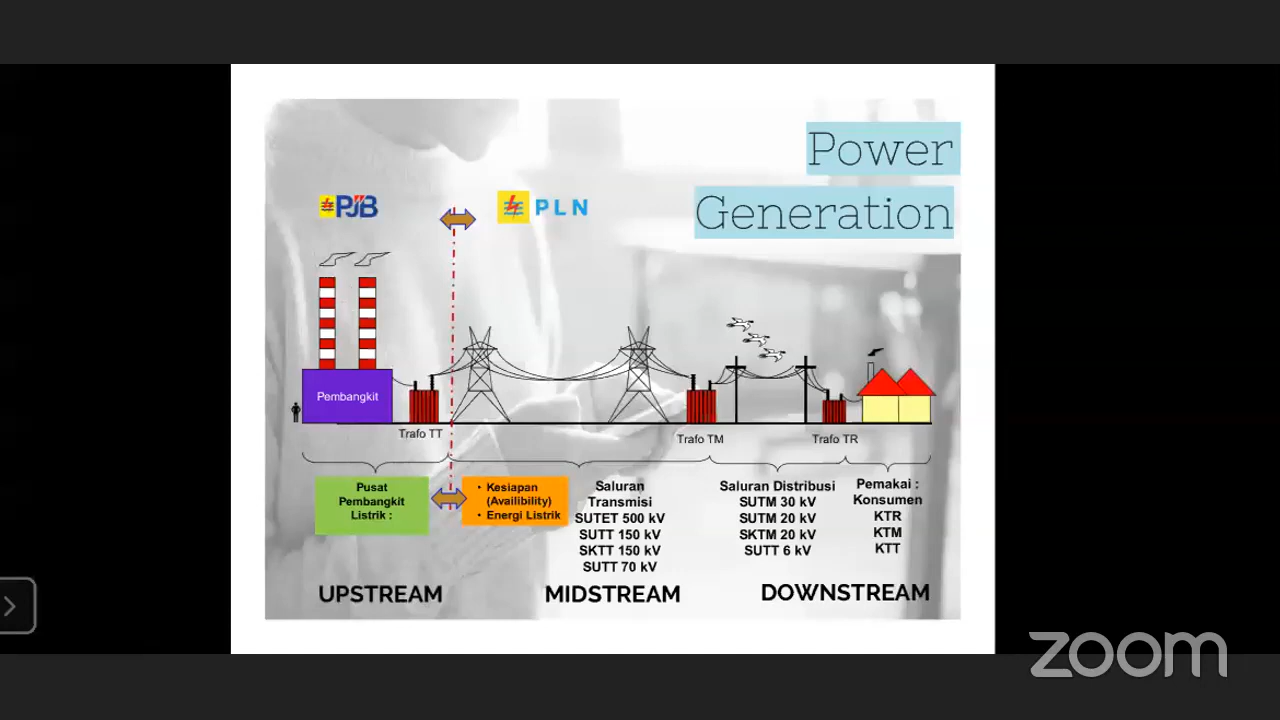 Power
Generation
PJB
PLN
Pembangkit
Trafo TT
Trafo TM
Trafo TR
Pusat
Pembangkit
Listrik :
• Kesiapan
(Availibility)
• Energi Listrik
Saluran
Transmisi
SUTET 500 kV
SUTT 150 kV
SKTT 150 kV
SUTT 70 kV
Saluran Distribusi
SUTM 30 kV
SUTM 20 kV
SKTM 20 kV
SUTT 6 kV
Pemakai :
Konsumen
KTR
KTM
KTT
UPSTREAM
MIDSTREAM
DOWNSTREAM
zoom